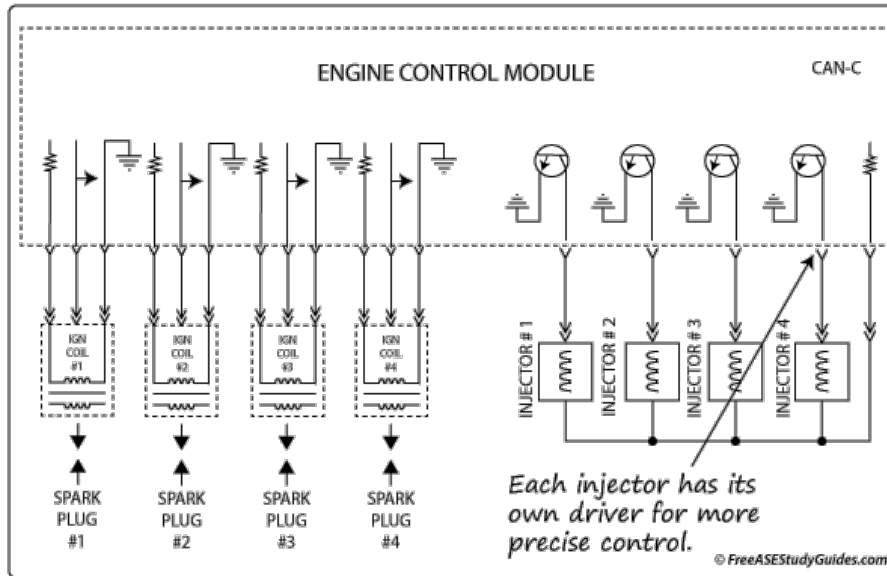 ENGINE CONTROL MODULE
CAN-C
IGN
COIL
#1
IGN
COIL
#2
IGN
COIL
#3
IGN
COIL
#4
INJECTOR # 1
INJECTOR # 2
INJECTOR # 3
INJECTOR # 4
SPARK
PLUG
#1
SPARK
PLUG
#2
SPARK
PLUG
#3
SPARK
PLUG
#4
Each injector has its
own driver for more
precise control.
© FreeASEStudyGuides.com